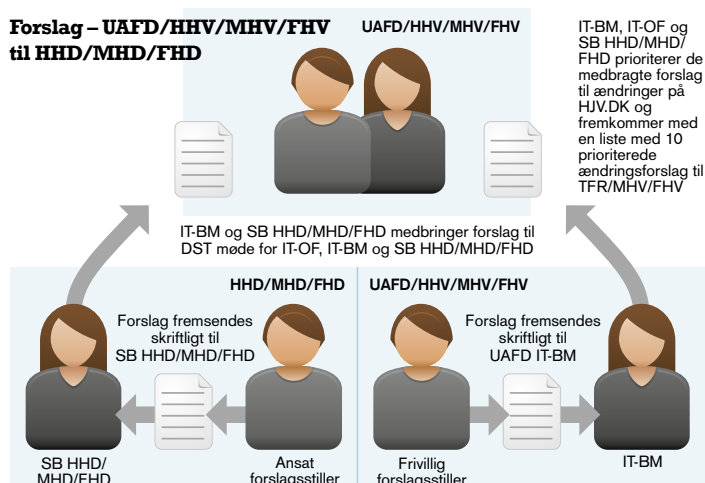 Forslag – UAFD/HHV/MHV/FHV
til HHD/MHD/FHD
UAFD/HHV/MHV/FHV
IT-BM, IT-OF og
SB HHD/MHD/
FHD prioriterer de
medbragte forslag
til ændringer på
HJV.DK og
fremkommer med
en liste med 10
prioriterede
ændringsforslag til
TFR/MHV/FHV
IT-BM og SB HHD/MHD/FHD medbringer forslag til
DST møde for IT-OF, IT-BM og SB HHD/MHD/FHD
HHD/MHD/FHD
Forslag fremsendes
skriftligt til
SB HHD/MHD/FHD
SB HHD/
MHD/FHD
Ansat
forslagsstiller
UAFD/HHV/MHV/FHV
Forslag fremsendes
skriftligt til
UAFD IT-BM
Frivillig
forslagsstiller
IT-BM